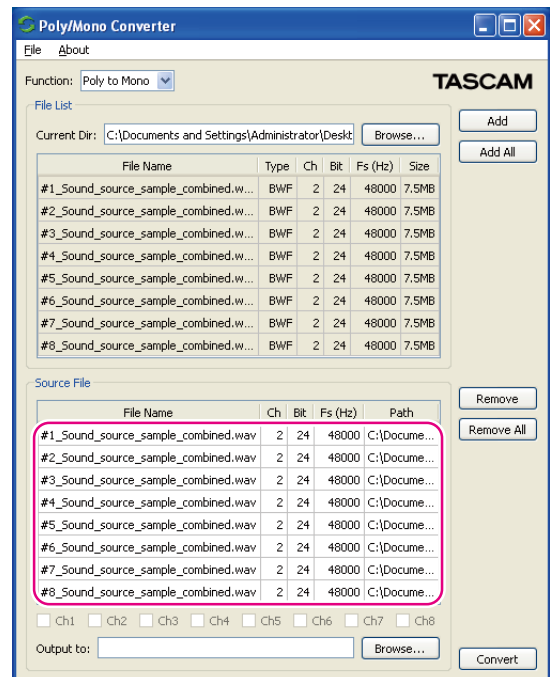 Poly/Mono Converter
File About
Function: Poly to Mono
TASCAM
File List
Current Dir: C:\Documents and Settings\Administrator\Deskt Browse...
Add
Add All
File Name Type Ch Bit Fs (Hz) Size
#1_Sound_source_sample_combined.w... BWF 2 24 48000 7.5MB
#2_Sound_source_sample_combined.w... BWF 2 24 48000 7.5MB
#3_Sound_source_sample_combined.w... BWF 2 24 48000 7.5MB
#4_Sound_source_sample_combined.w... BWF 2 24 48000 7.5MB
#5_Sound_source_sample_combined.w... BWF 2 24 48000 7.5MB
#6_Sound_source_sample_combined.w... BWF 2 24 48000 7.5MB
#7_Sound_source_sample_combined.w... BWF 2 24 48000 7.5MB
#8_Sound_source_sample_combined.w... BWF 2 24 48000 7.5MB
Source File
Remove
Remove All
File Name Ch Bit Fs (Hz) Path
#1_Sound_source_sample_combined.wav 2 24 48000 C:\Docume...
#2_Sound_source_sample_combined.wav 2 24 48000 C:\Docume...
#3_Sound_source_sample_combined.wav 2 24 48000 C:\Docume...
#4_Sound_source_sample_combined.wav 2 24 48000 C:\Docume...
#5_Sound_source_sample_combined.wav 2 24 48000 C:\Docume...
#6_Sound_source_sample_combined.wav 2 24 48000 C:\Docume...
#7_Sound_source_sample_combined.wav 2 24 48000 C:\Docume...
#8_Sound_source_sample_combined.wav 2 24 48000 C:\Docume...
Ch1 Ch2 Ch3 Ch4 Ch5 Ch6 Ch7 Ch8
Output to: Browse...
Convert